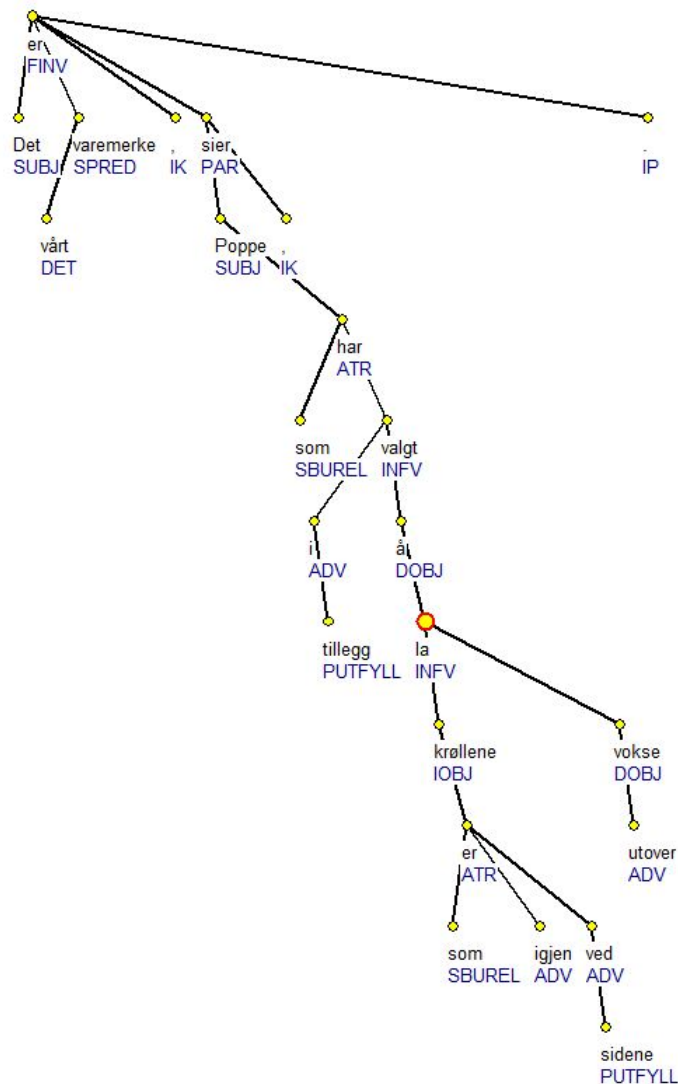 er
FINV
Det varemerke , sier .
SUBJ SPRED IK PAR IP
vårt Poppe ,
DET SUBJ IK
har
ATR
som valgt
SBUREL INFV
i å
ADV DOBJ
tillegg la
PUTFYLL INFV
krøllene vokse
IOBJ DOBJ
er utover
ATR ADV
som igjen ved
SBUREL ADV ADV
sidene
PUTFYLL